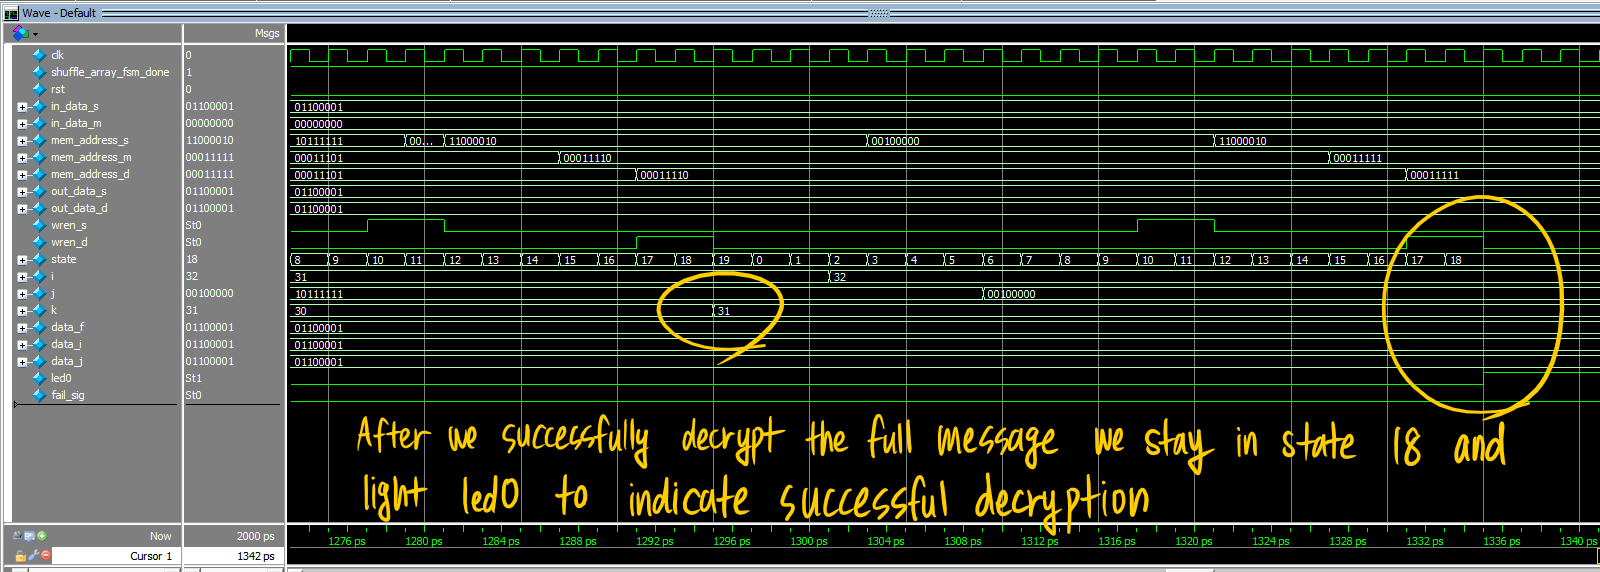 Wave - Default
Msgs
clk 0
shuffle_array_fsm_done 1
rst 0
in_data_s 01100001 01100001
in_data_m 00000000 00000000
mem_address_s 11000010 10111111 00... 11000010 00100000 11000010
mem_address_m 00011111 00011101 00011110 00011111
mem_address_d 00011111 00011101 00011110 00011111
out_data_s 01100001 01100001
out_data_d 01100001 01100001
wren_s St0
wren_d St0
state 18 8 9 10 11 12 13 14 15 16 17 18 19 0 1 2 3 4 5 6 7 8 9 10 11 12 13 14 15 16 17 18
i 32 31 32
j 00100000 10111111 00100000
k 31 30 31
data_f 01100001 01100001
data_i 01100001 01100001
data_j 01100001 01100001
led0 St1
fail_sig St0
After we successfully decrypt the full message we stay in state 18 and
light led0 to indicate successful decryption
Now 2000 ps
1276 ps 1280 ps 1284 ps 1288 ps 1292 ps 1296 ps 1300 ps 1304 ps 1308 ps 1312 ps 1316 ps 1320 ps 1324 ps 1328 ps 1332 ps 1336 ps 1340 ps
Cursor 1 1342 ps